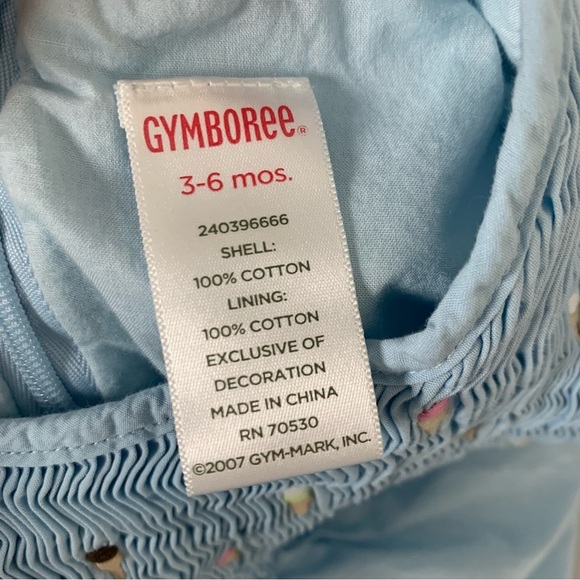 GYMBOREE®
3-6 mos.
240396666
SHELL:
100% COTTON
LINING:
100% COTTON
EXCLUSIVE OF
DECORATION
MADE IN CHINA
RN 70530
©2007 GYM-MARK, INC.